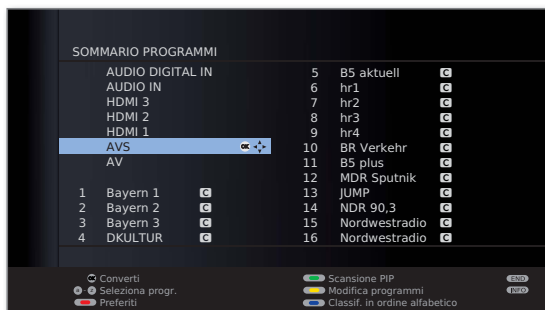 SOMMARIO PROGRAMMI
AUDIO DIGITAL IN
AUDIO IN
HDMI 3
HDMI 2
HDMI 1
AVS OK
AV
1 Bayern 1 C
2 Bayern 2 C
3 Bayern 3 C
4 DKULTUR C
5 B5 aktuell C
6 hr1 C
7 hr2 C
8 hr3 C
9 hr4 C
10 BR Verkehr C
11 B5 plus C
12 MDR Sputnik C
13 JUMP C
14 NDR 90,3 C
15 Nordwestradio C
16 Nordwestradio C
OK Converti
Seleziona progr.
Preferiti
Scansione PIP
Modifica programmi
Classif. in ordine alfabetico
END
INFO